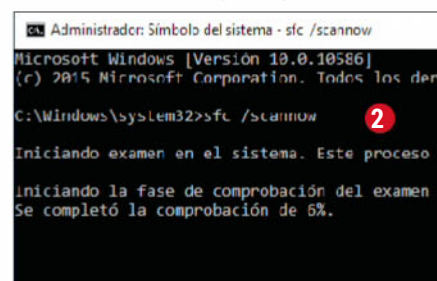 Administrador: Símbolo del sistema - sfc /scannow
Microsoft Windows [Versión 10.0.10586]
(c) 2015 Microsoft Corporation. Todos los der
C:\Windows\system32>sfc /scannow
2
Iniciando examen en el sistema. Este proceso
Iniciando la fase de comprobación del examen
Se completó la comprobación de 6%.